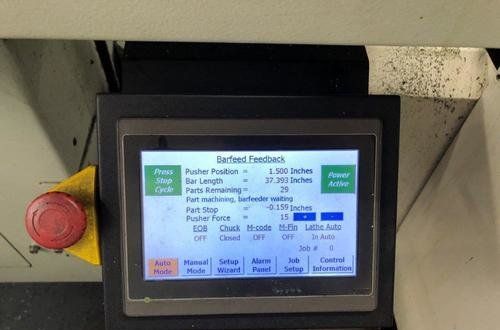 Barfeed Feedback
Press Stop Cycle
Power Active
Pusher Position = 1.500 Inches
Bar Length = 37.393 Inches
Parts Remaining = 29
Part machining, barfeeder waiting
Part Stop = -0.159 Inches
Pusher Force = 15 + -
EOB Chuck M-code M-Fin Lathe Auto
OFF Closed OFF OFF In Auto
Job # 0
Auto Mode Manual Mode Setup Wizard Alarm Panel Job Setup Control Information